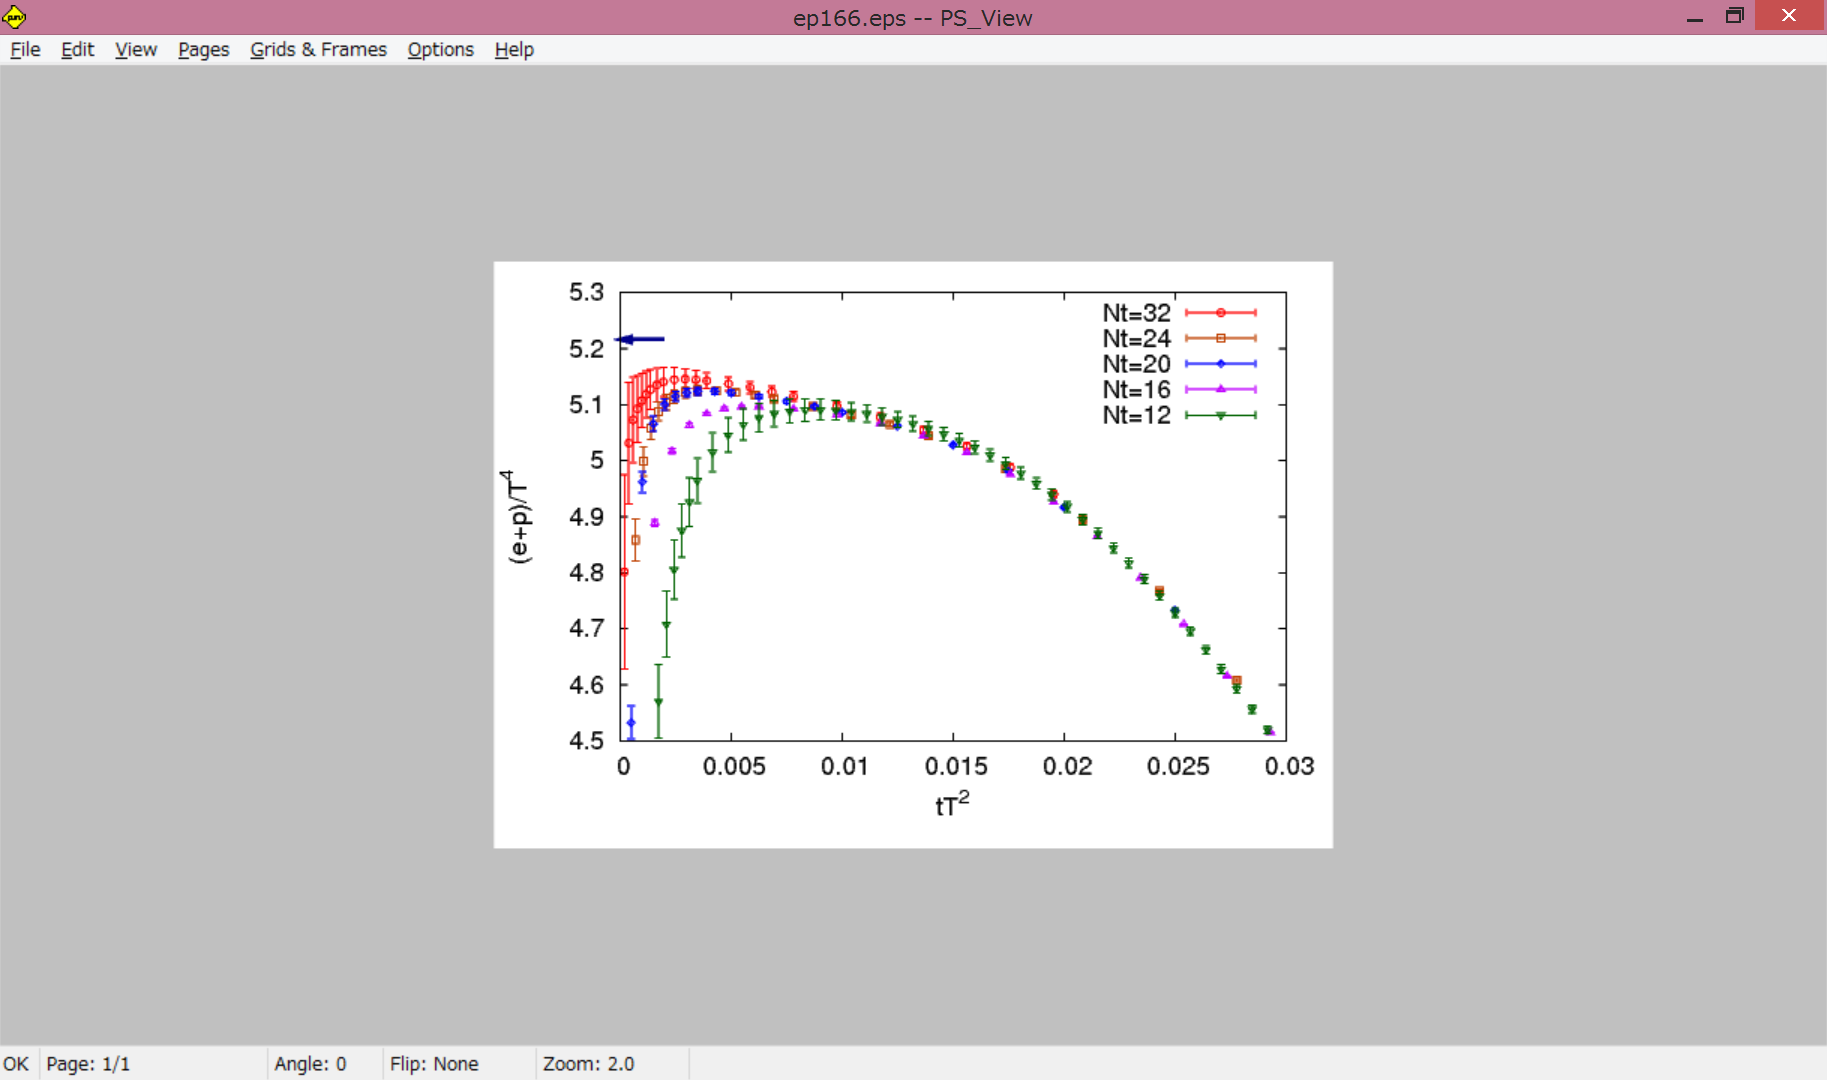 ep166.eps -- PS_View
File Edit View Pages Grids & Frames Options Help
5.3
5.2
5.1
5
4.9
4.8
4.7
4.6
4.5
(e+p)/T^4
Nt=32
Nt=24
Nt=20
Nt=16
Nt=12
0 0.005 0.01 0.015 0.02 0.025 0.03
tT^2
OK Page: 1/1 Angle: 0 Flip: None Zoom: 2.0